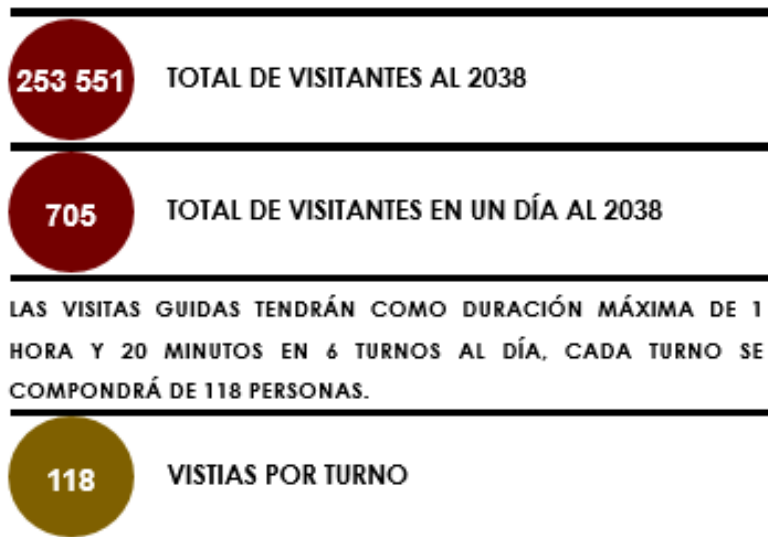 253 551 TOTAL DE VISITANTES AL 2038
705 TOTAL DE VISITANTES EN UN DÍA AL 2038
LAS VISITAS GUIDAS TENDRÁN COMO DURACIÓN MÁXIMA DE 1
HORA Y 20 MINUTOS EN 6 TURNOS AL DÍA, CADA TURNO SE
COMPONDRÁ DE 118 PERSONAS.
118 VISTIAS POR TURNO